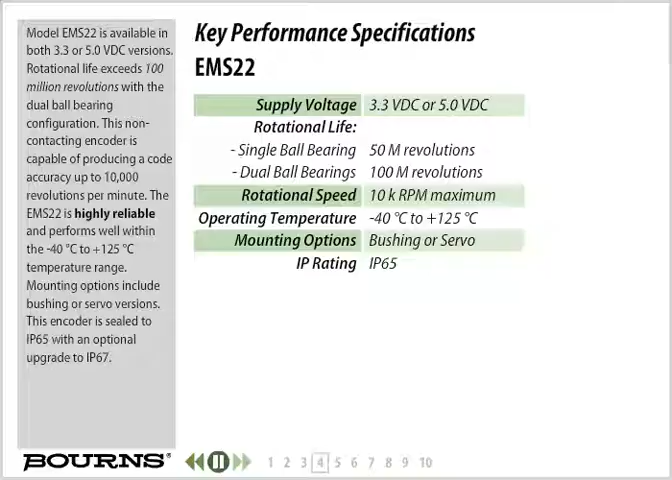 Model EMS22 is available in
both 3.3 or 5.0 VDC versions.
Rotational life exceeds 100
million revolutions with the
dual ball bearing
configuration. This non-
contacting encoder is
capable of producing a code
accuracy up to 10,000
revolutions per minute. The
EMS22 is highly reliable
and performs well within
the -40 °C to +125 °C
temperature range.
Mounting options include
bushing or servo versions.
This encoder is sealed to
IP65 with an optional
upgrade to IP67.
Key Performance Specifications
EMS22
Supply Voltage 3.3 VDC or 5.0 VDC
Rotational Life:
- Single Ball Bearing 50 M revolutions
- Dual Ball Bearings 100 M revolutions
Rotational Speed 10 k RPM maximum
Operating Temperature -40 °C to +125 °C
Mounting Options Bushing or Servo
IP Rating IP65
BOURNS®
1 2 3 4 5 6 7 8 9 10